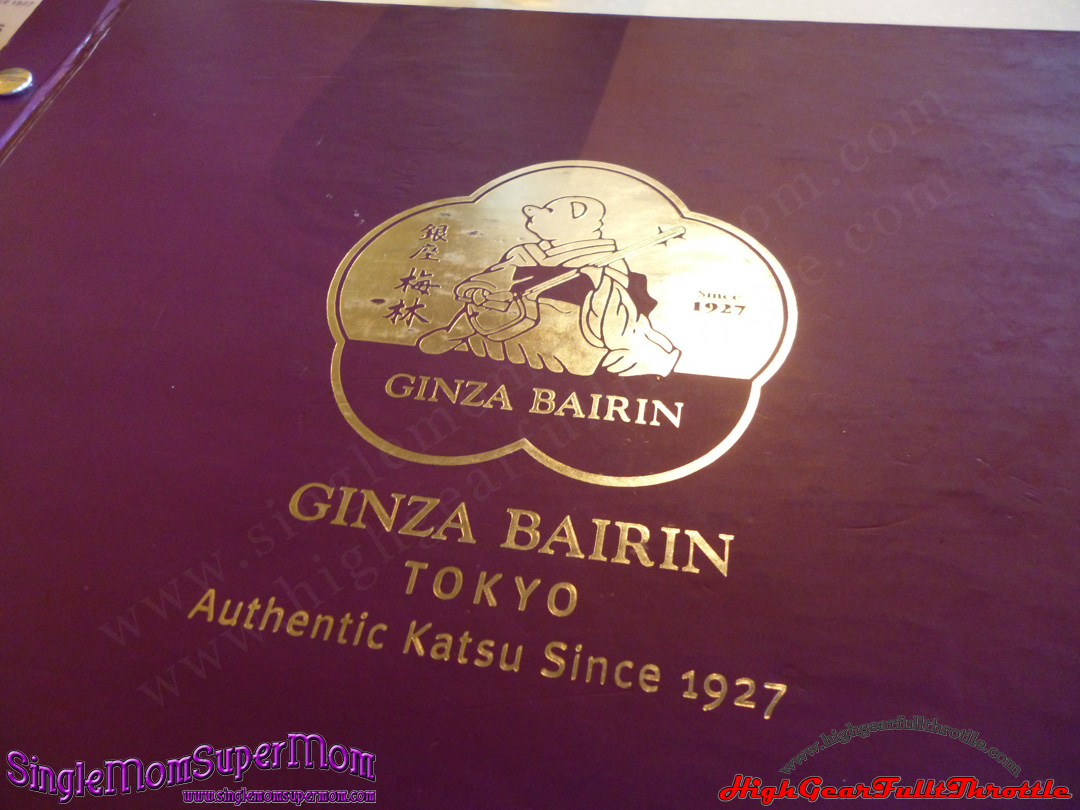 銀座
梅林
Since
1927
GINZA BAIRIN
GINZA BAIRIN
TOKYO
Authentic Katsu Since 1927
SingleMomSuperMom
www.singlemomsupermom.com
www.highgearfullthrottle.com
HighGearFulltThrottle